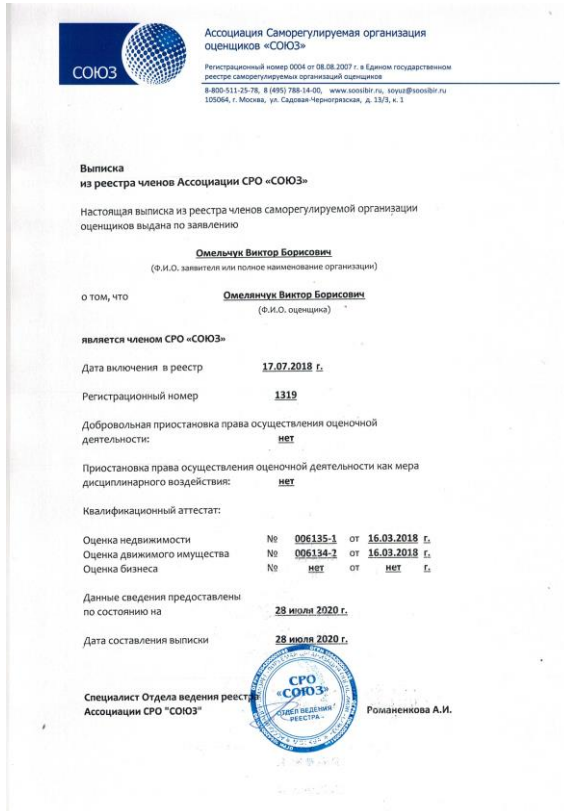 СОЮЗ
Ассоциация Саморегулируемая организация
оценщиков «СОЮЗ»
Регистрационный номер 0004 от 08.08.2007 г. в Едином государственном
реестре саморегулируемых организаций оценщиков
8-800-511-25-78, 8 (495) 788-14-00, www.soosibir.ru, soyuz@soosibir.ru
105064, г. Москва, ул. Садовая-Черногрязская, д. 13/3, к. 1
Выписка
из реестра членов Ассоциации СРО «СОЮЗ»
Настоящая выписка из реестра членов саморегулируемой организации
оценщиков выдана по заявлению
Омельчук Виктор Борисович
(Ф.И.О. заявителя или полное наименование организации)
о том, что Омелянчук Виктор Борисович
(Ф.И.О. оценщика)
является членом СРО «СОЮЗ»
Дата включения в реестр 17.07.2018 г.
Регистрационный номер 1319
Добровольная приостановка права осуществления оценочной
деятельности: нет
Приостановка права осуществления оценочной деятельности как мера
дисциплинарного воздействия: нет
Квалификационный аттестат:
Оценка недвижимости № 006135-1 от 16.03.2018 г.
Оценка движимого имущества № 006134-2 от 16.03.2018 г.
Оценка бизнеса № нет от нет г.
Данные сведения предоставлены
по состоянию на 28 июля 2020 г.
Дата составления выписки 28 июля 2020 г.
СРО
«СОЮЗ»
ОТДЕЛ ВЕДЕНИЯ
РЕЕСТРА
Специалист Отдела ведения реестра
Ассоциации СРО "СОЮЗ" Романенкова А.И.